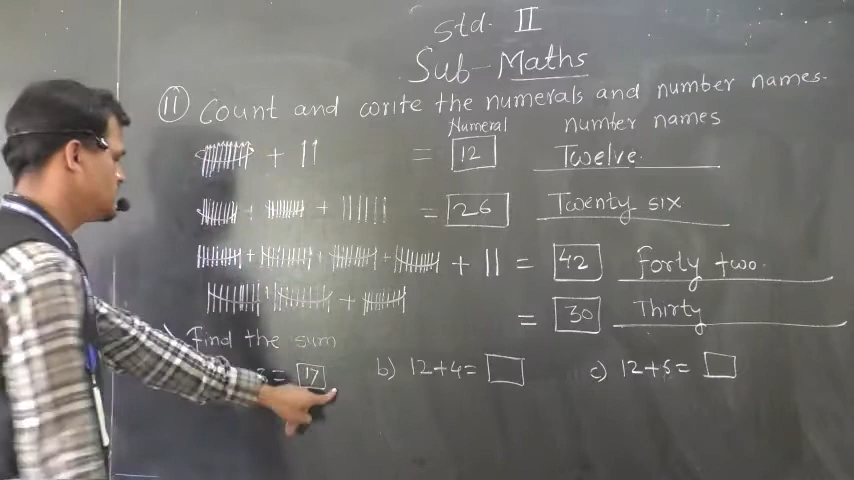 Std. II
Sub-Maths
11 Count and write the numerals and number names.
Numeral number names
+ 11 = 12 Twelve.
+ + |||||| = 26 Twenty six
+ + + + 11 = 42 Forty two.
+ = 30 Thirty
Find the sum
3 = 17 b) 12+4= c) 12+5=